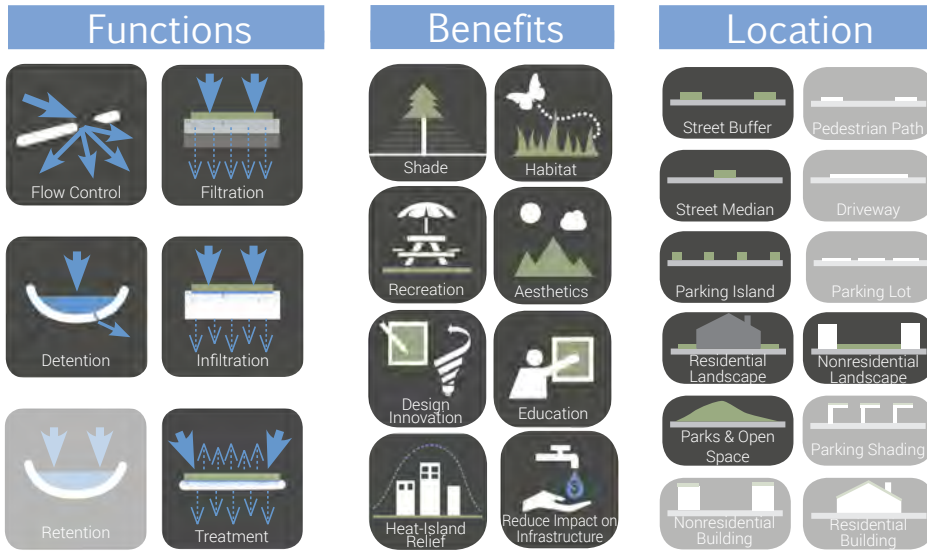 Functions
Flow Control
Filtration
Detention
Infiltration
Retention
Treatment
Benefits
Shade
Habitat
Recreation
Aesthetics
Design
Innovation
Education
Heat-Island
Relief
Reduce Impact on
Infrastructure
$
Location
Street Buffer
Pedestrian Path
Street Median
Driveway
Parking Island
Parking Lot
Residential
Landscape
Nonresidential
Landscape
Parks & Open
Space
Parking Shading
Nonresidential
Building
Residential
Building